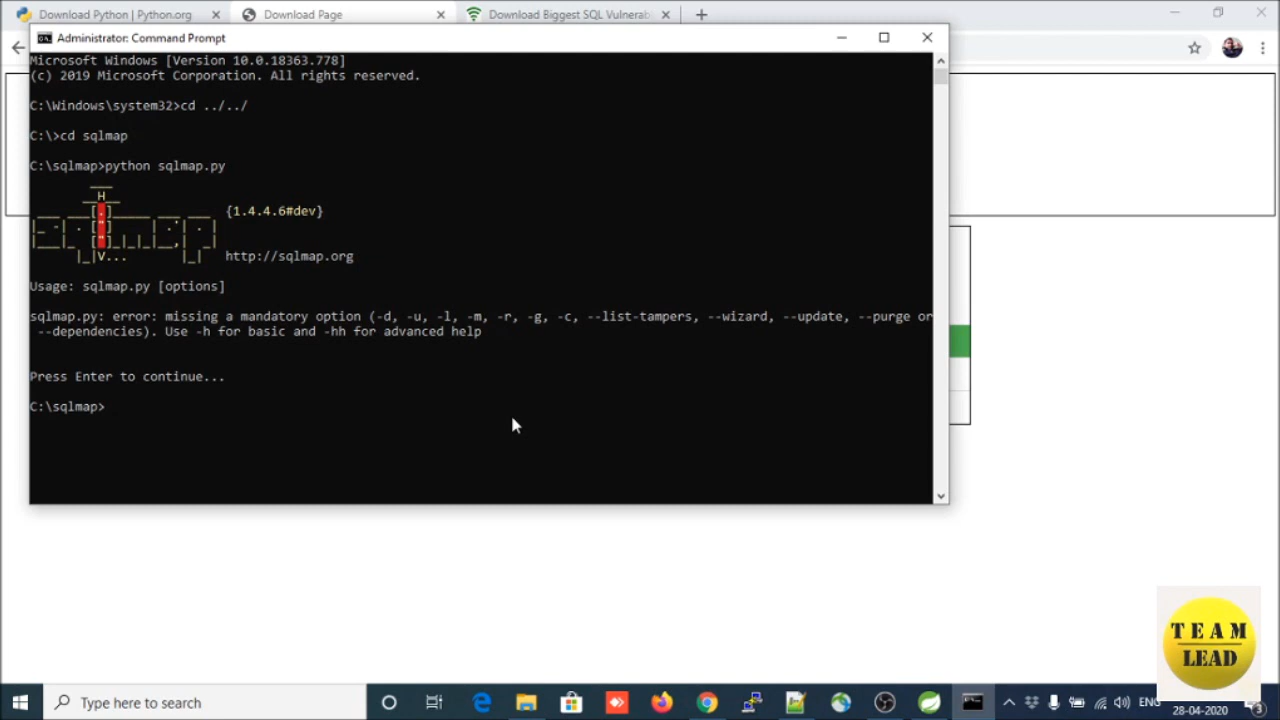 Download Python | Python.org
Download Page
Download Biggest SQL Vulnerab
Administrator: Command Prompt
Microsoft Windows [Version 10.0.18363.778]
(c) 2019 Microsoft Corporation. All rights reserved.
C:\Windows\system32>cd ../../
C:\>cd sqlmap
C:\sqlmap>python sqlmap.py
{1.4.4.6#dev}
http://sqlmap.org
Usage: sqlmap.py [options]
sqlmap.py: error: missing a mandatory option (-d, -u, -l, -m, -r, -g, -c, --list-tampers, --wizard, --update, --purge or
--dependencies). Use -h for basic and -hh for advanced help
Press Enter to continue...
C:\sqlmap>
TEAM
LEAD
Type here to search
ENG
28-04-2020
3